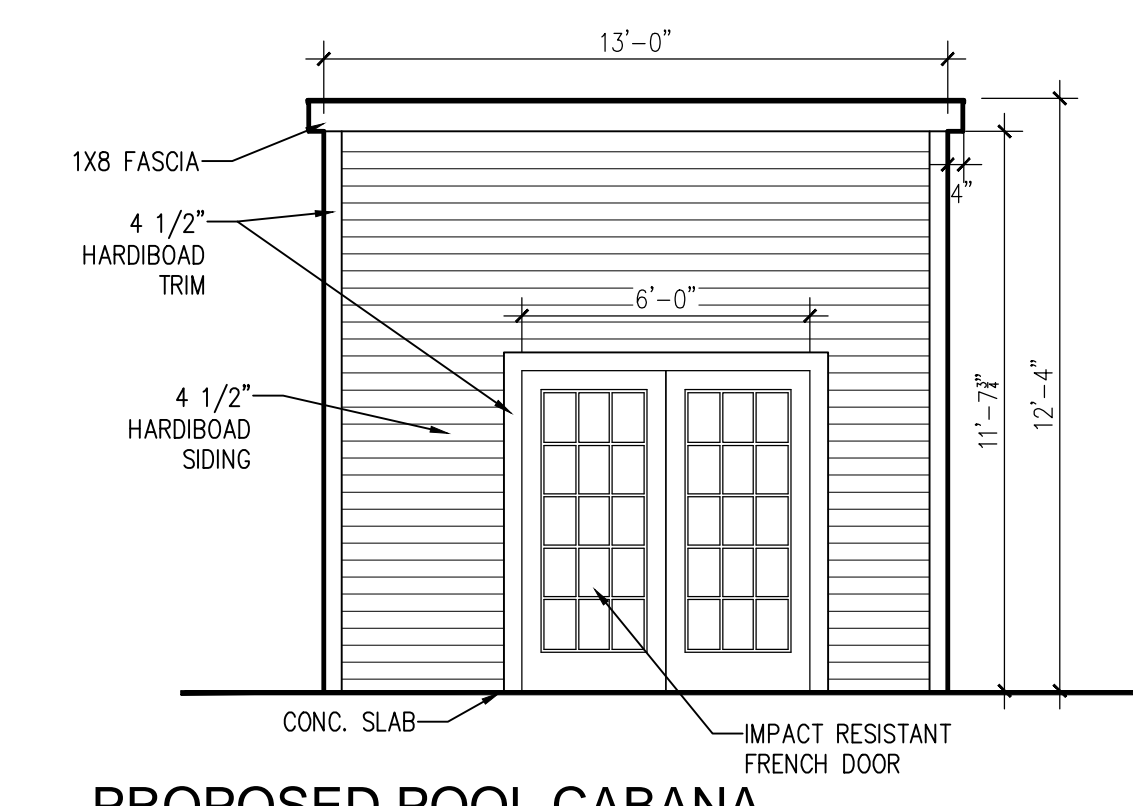 13'-0"
1X8 FASCIA
4"
4 1/2"
HARDIBOAD
TRIM
6'-0"
11'-7¾"
12'-4"
4 1/2"
HARDIBOAD
SIDING
CONC. SLAB
IMPACT RESISTANT
FRENCH DOOR
PROPOSED POOL CABANA